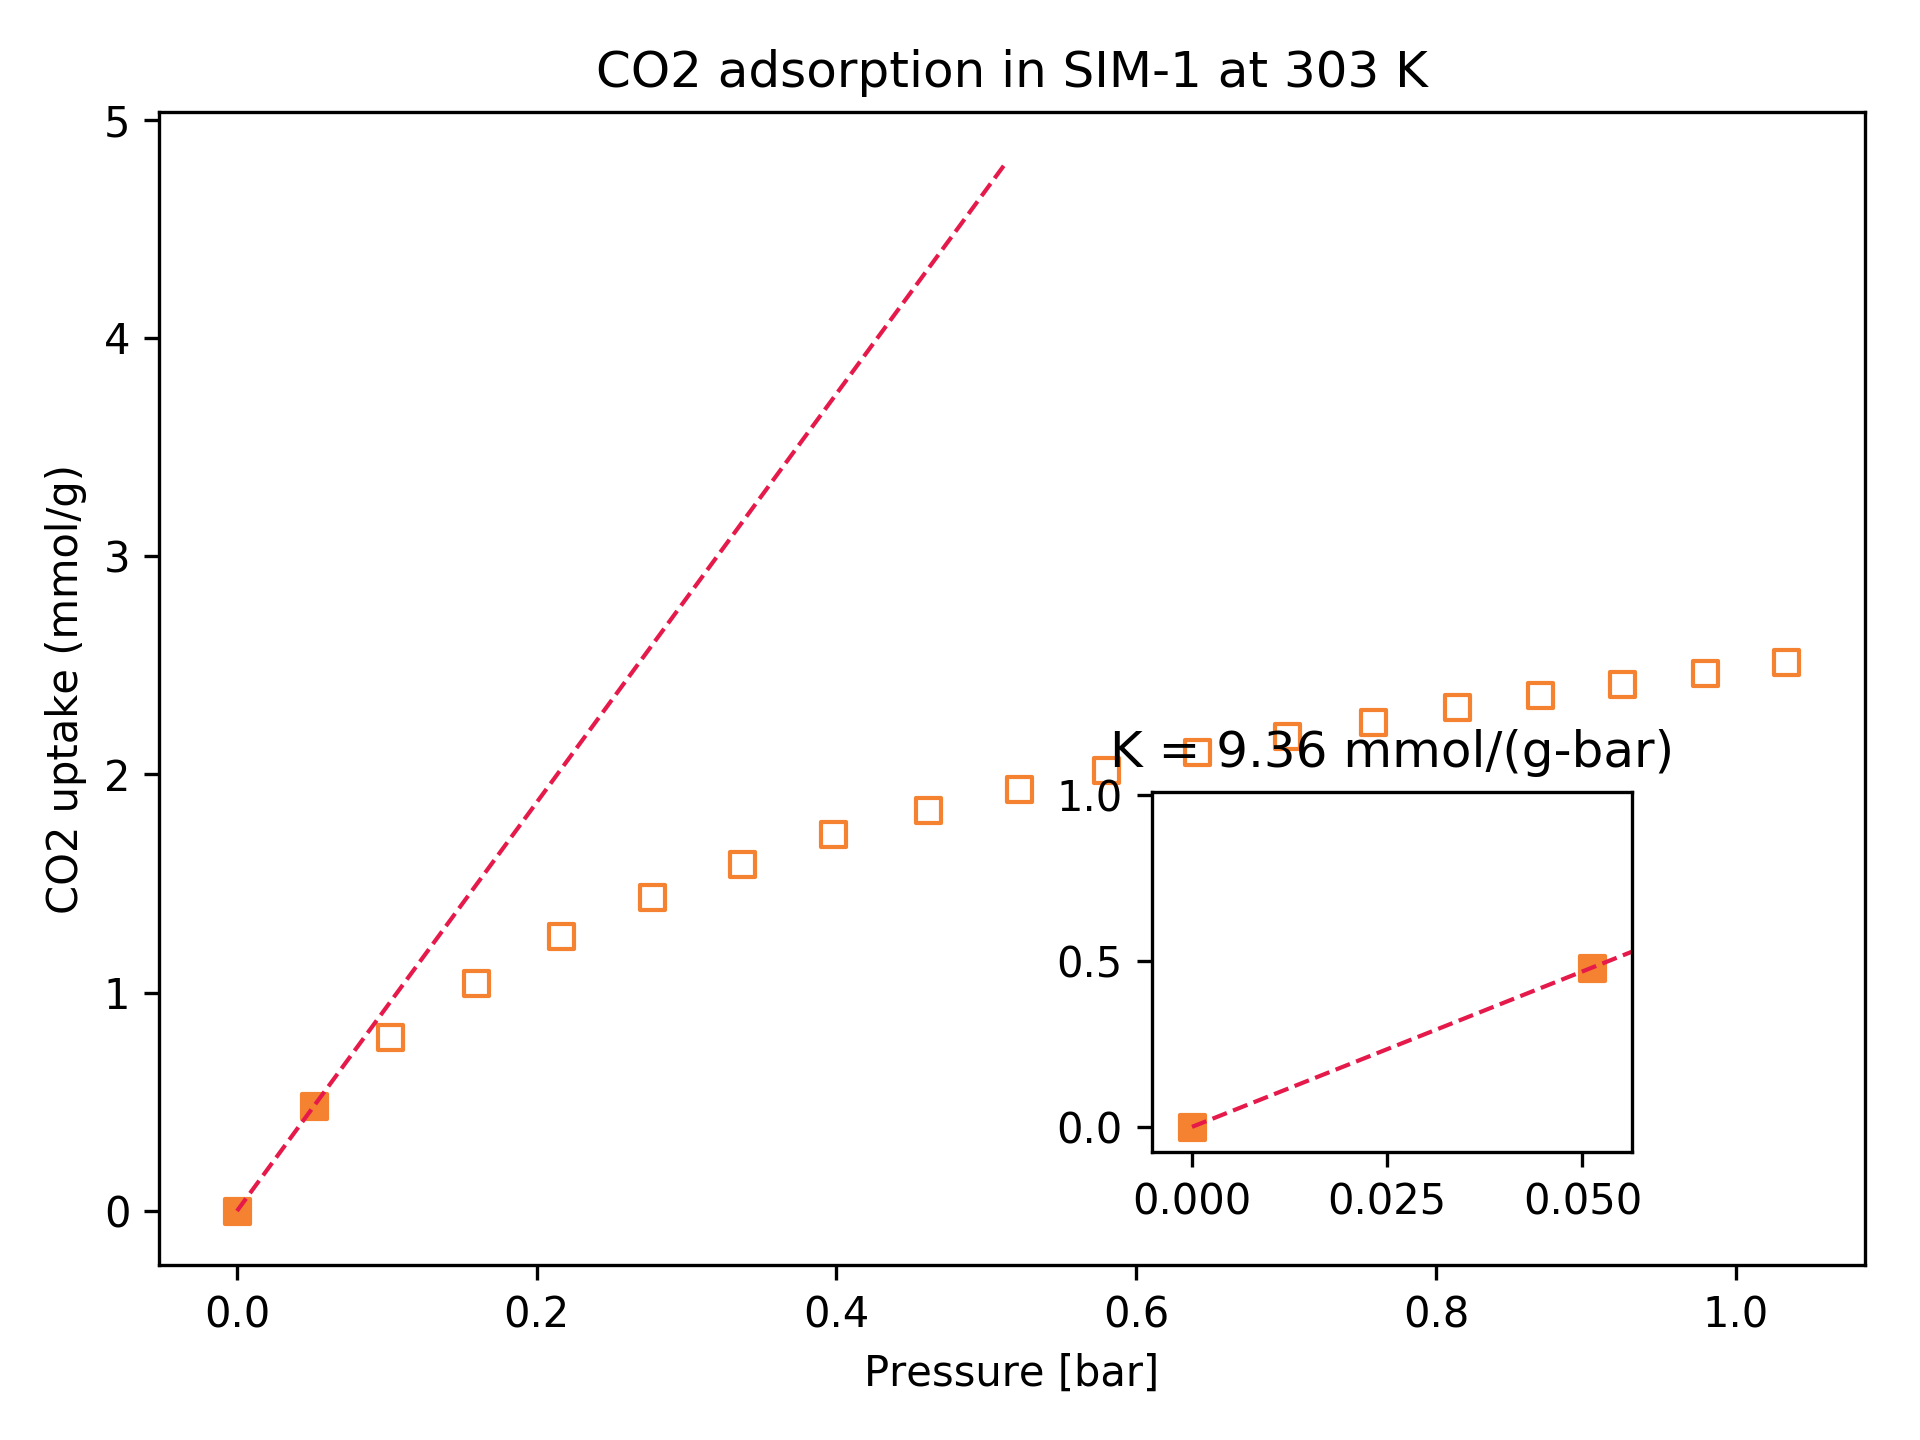 CO2 adsorption in SIM-1 at 303 K
5
4
3
2
1
0
CO2 uptake (mmol/g)
0.0 0.2 0.4 0.6 0.8 1.0
Pressure [bar]
K = 9.36 mmol/(g-bar)
1.0
0.5
0.0
0.000 0.025 0.050